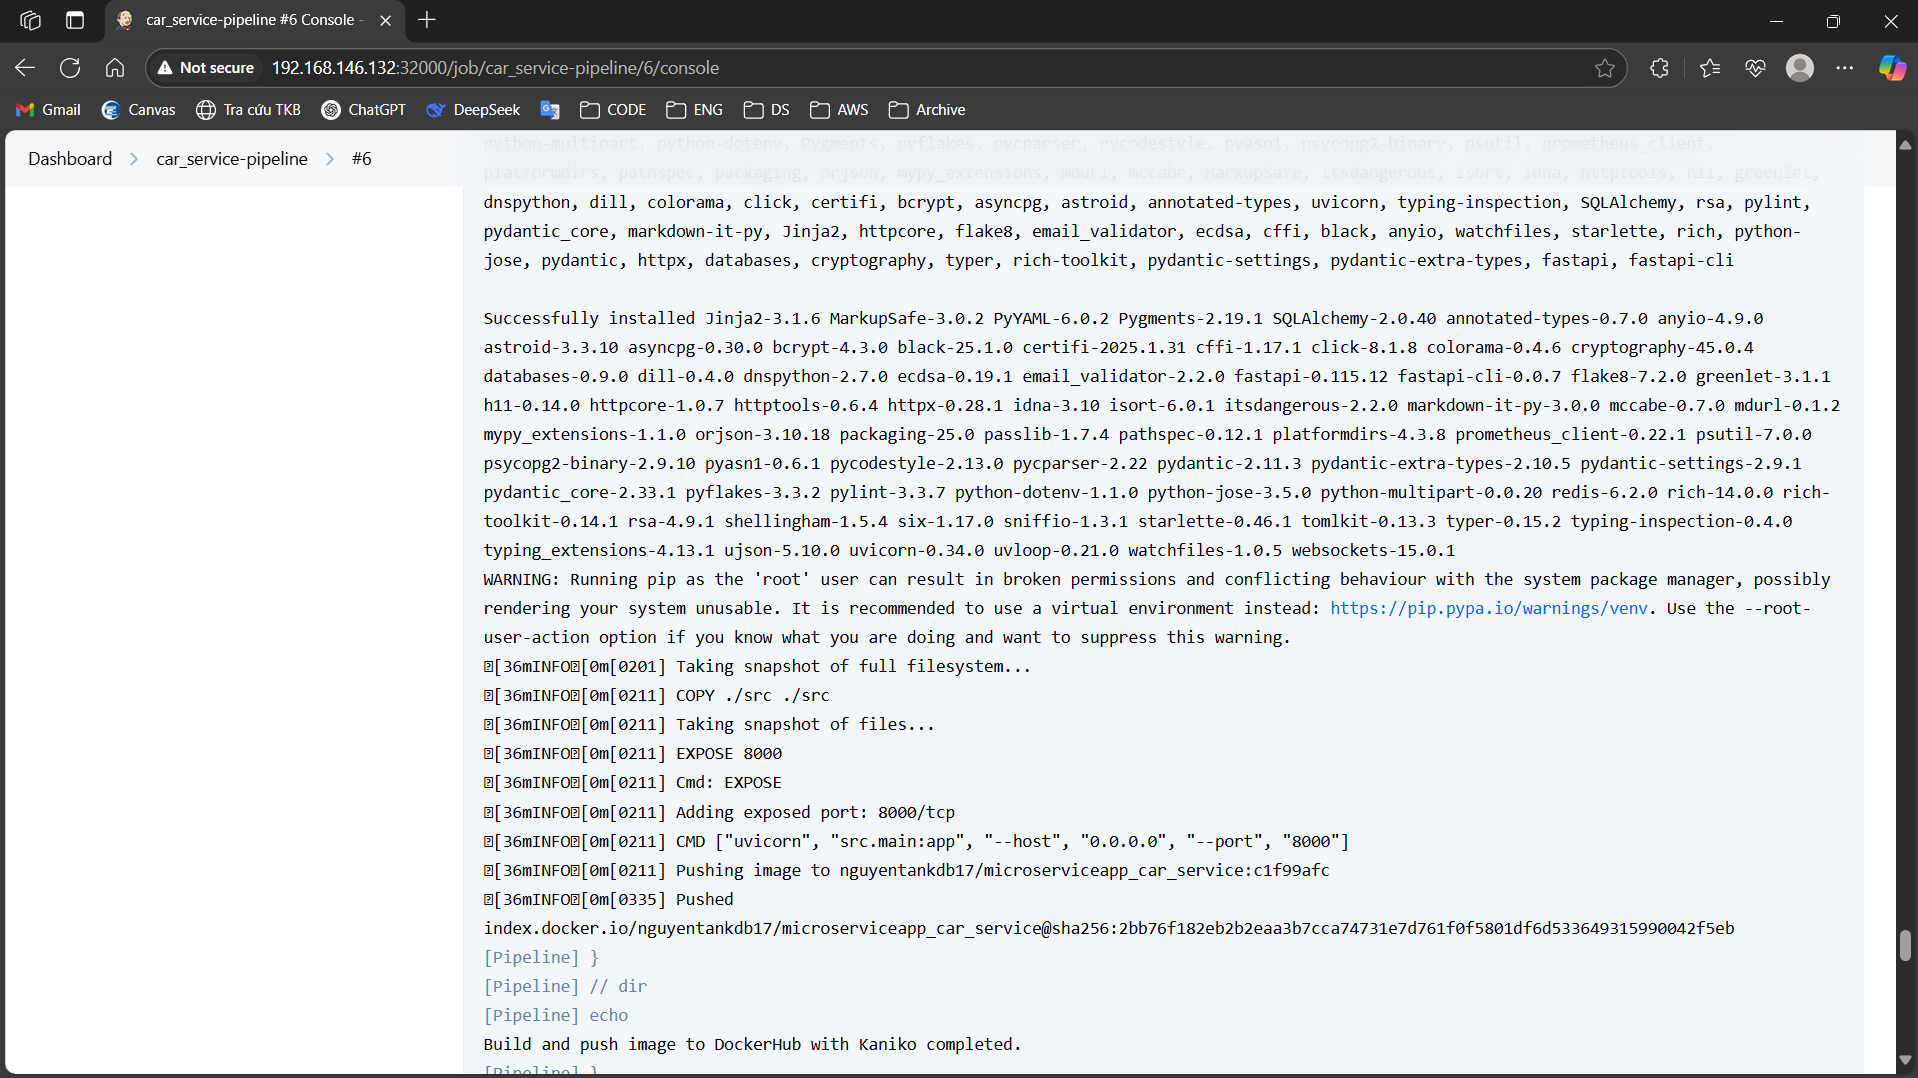 car_service-pipeline #6 Console -
Not secure 192.168.146.132:32000/job/car_service-pipeline/6/console
Gmail Canvas Tra cứu TKB ChatGPT DeepSeek CODE ENG DS AWS Archive
Dashboard > car_service-pipeline > #6
python-multipart, python-dotenv, Pygments, pyflakes, pycparser, pycodestyle, pyasn1, psycopg2-binary, psutil, prometheus_client,
platformdirs, pathspec, packaging, orjson, mypy_extensions, mdurl, mccabe, MarkupSafe, itsdangerous, isort, idna, httptools, h11, greenlet,
dnspython, dill, colorama, click, certifi, bcrypt, asyncpg, astroid, annotated-types, uvicorn, typing-inspection, SQLAlchemy, rsa, pylint,
pydantic_core, markdown-it-py, Jinja2, httpcore, flake8, email_validator, ecdsa, cffi, black, anyio, watchfiles, starlette, rich, python-
jose, pydantic, httpx, databases, cryptography, typer, rich-toolkit, pydantic-settings, pydantic-extra-types, fastapi, fastapi-cli
Successfully installed Jinja2-3.1.6 MarkupSafe-3.0.2 PyYAML-6.0.2 Pygments-2.19.1 SQLAlchemy-2.0.40 annotated-types-0.7.0 anyio-4.9.0
astroid-3.3.10 asyncpg-0.30.0 bcrypt-4.3.0 black-25.1.0 certifi-2025.1.31 cffi-1.17.1 click-8.1.8 colorama-0.4.6 cryptography-45.0.4
databases-0.9.0 dill-0.4.0 dnspython-2.7.0 ecdsa-0.19.1 email_validator-2.2.0 fastapi-0.115.12 fastapi-cli-0.0.7 flake8-7.2.0 greenlet-3.1.1
h11-0.14.0 httpcore-1.0.7 httptools-0.6.4 httpx-0.28.1 idna-3.10 isort-6.0.1 itsdangerous-2.2.0 markdown-it-py-3.0.0 mccabe-0.7.0 mdurl-0.1.2
mypy_extensions-1.1.0 orjson-3.10.18 packaging-25.0 passlib-1.7.4 pathspec-0.12.1 platformdirs-4.3.8 prometheus_client-0.22.1 psutil-7.0.0
psycopg2-binary-2.9.10 pyasn1-0.6.1 pycodestyle-2.13.0 pycparser-2.22 pydantic-2.11.3 pydantic-extra-types-2.10.5 pydantic-settings-2.9.1
pydantic_core-2.33.1 pyflakes-3.3.2 pylint-3.3.7 python-dotenv-1.1.0 python-jose-3.5.0 python-multipart-0.0.20 redis-6.2.0 rich-14.0.0 rich-
toolkit-0.14.1 rsa-4.9.1 shellingham-1.5.4 six-1.17.0 sniffio-1.3.1 starlette-0.46.1 tomlkit-0.13.3 typer-0.15.2 typing-inspection-0.4.0
typing_extensions-4.13.1 ujson-5.10.0 uvicorn-0.34.0 uvloop-0.21.0 watchfiles-1.0.5 websockets-15.0.1
WARNING: Running pip as the 'root' user can result in broken permissions and conflicting behaviour with the system package manager, possibly
rendering your system unusable. It is recommended to use a virtual environment instead: https://pip.pypa.io/warnings/venv. Use the --root-
user-action option if you know what you are doing and want to suppress this warning.
[36mINFO[0m[0201] Taking snapshot of full filesystem...
[36mINFO[0m[0211] COPY ./src ./src
[36mINFO[0m[0211] Taking snapshot of files...
[36mINFO[0m[0211] EXPOSE 8000
[36mINFO[0m[0211] Cmd: EXPOSE
[36mINFO[0m[0211] Adding exposed port: 8000/tcp
[36mINFO[0m[0211] CMD ["uvicorn", "src.main:app", "--host", "0.0.0.0", "--port", "8000"]
[36mINFO[0m[0211] Pushing image to nguyentankdb17/microserviceapp_car_service:c1f99afc
[36mINFO[0m[0335] Pushed
index.docker.io/nguyentankdb17/microserviceapp_car_service@sha256:2bb76f182eb2b2eaa3b7cca74731e7d761f0f5801df6d533649315990042f5eb
[Pipeline] }
[Pipeline] // dir
[Pipeline] echo
Build and push image to DockerHub with Kaniko completed.
[Pipeline] }